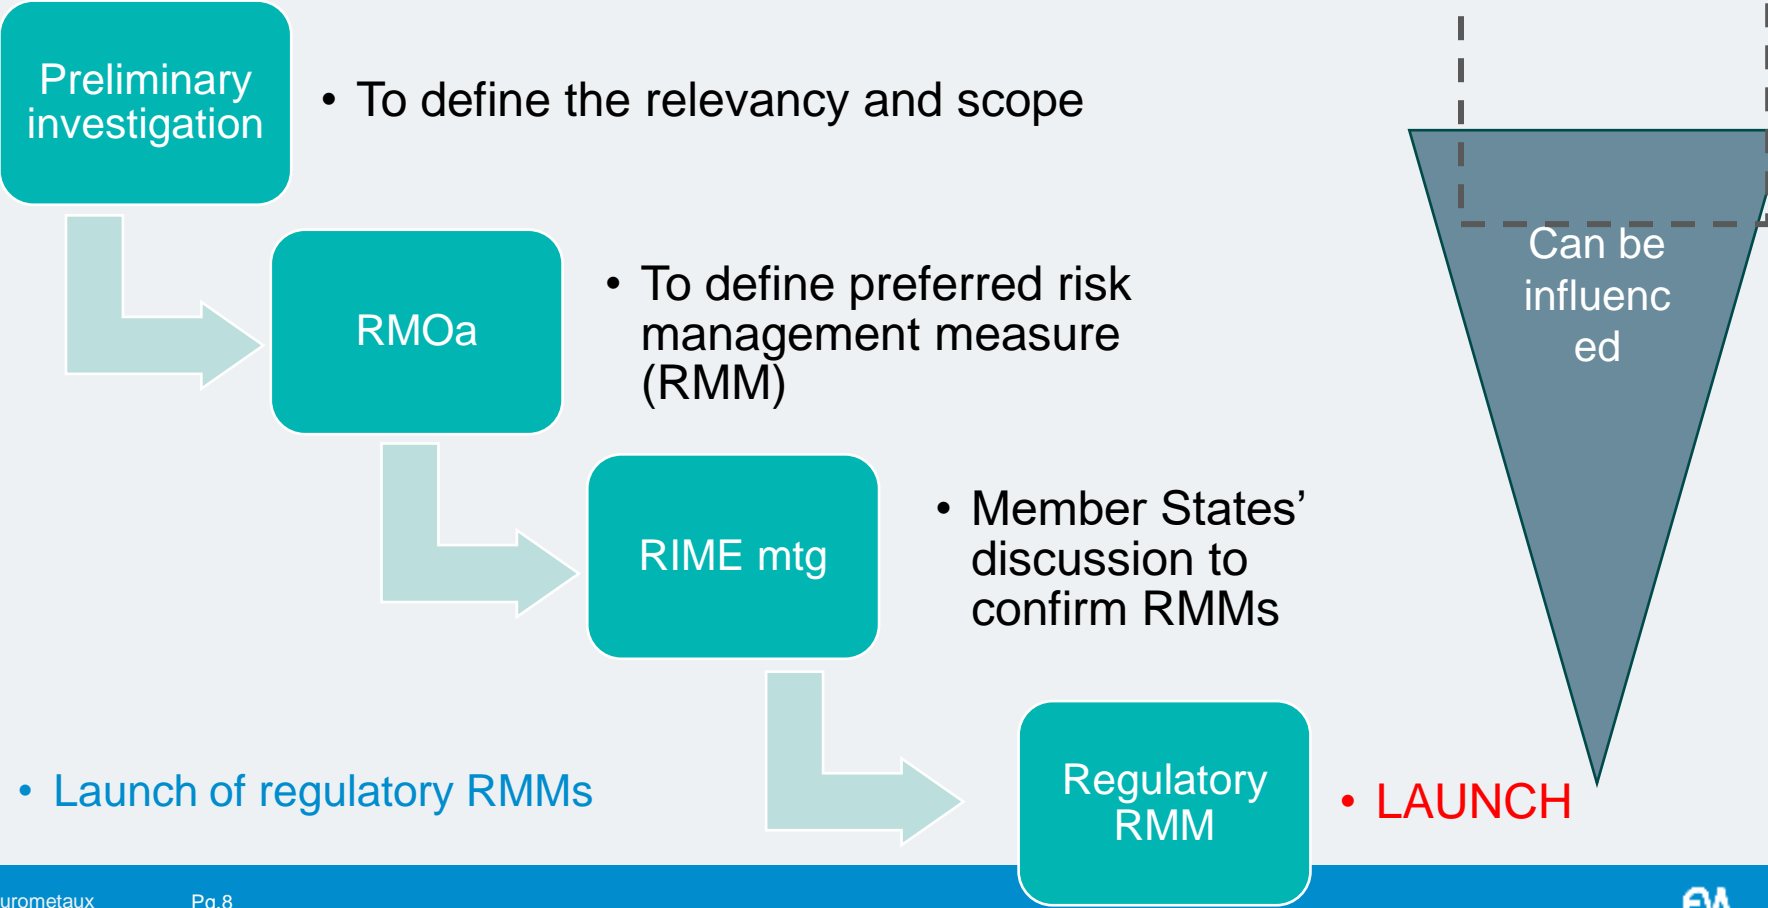 Preliminary
investigation
• To define the relevancy and scope
Can be
influenc
ed
RMOa
• To define preferred risk
management measure
(RMM)
RIME mtg
• Member States’
discussion to
confirm RMMs
• Launch of regulatory RMMs
Regulatory
RMM
• LAUNCH
urometaux
Pg.8